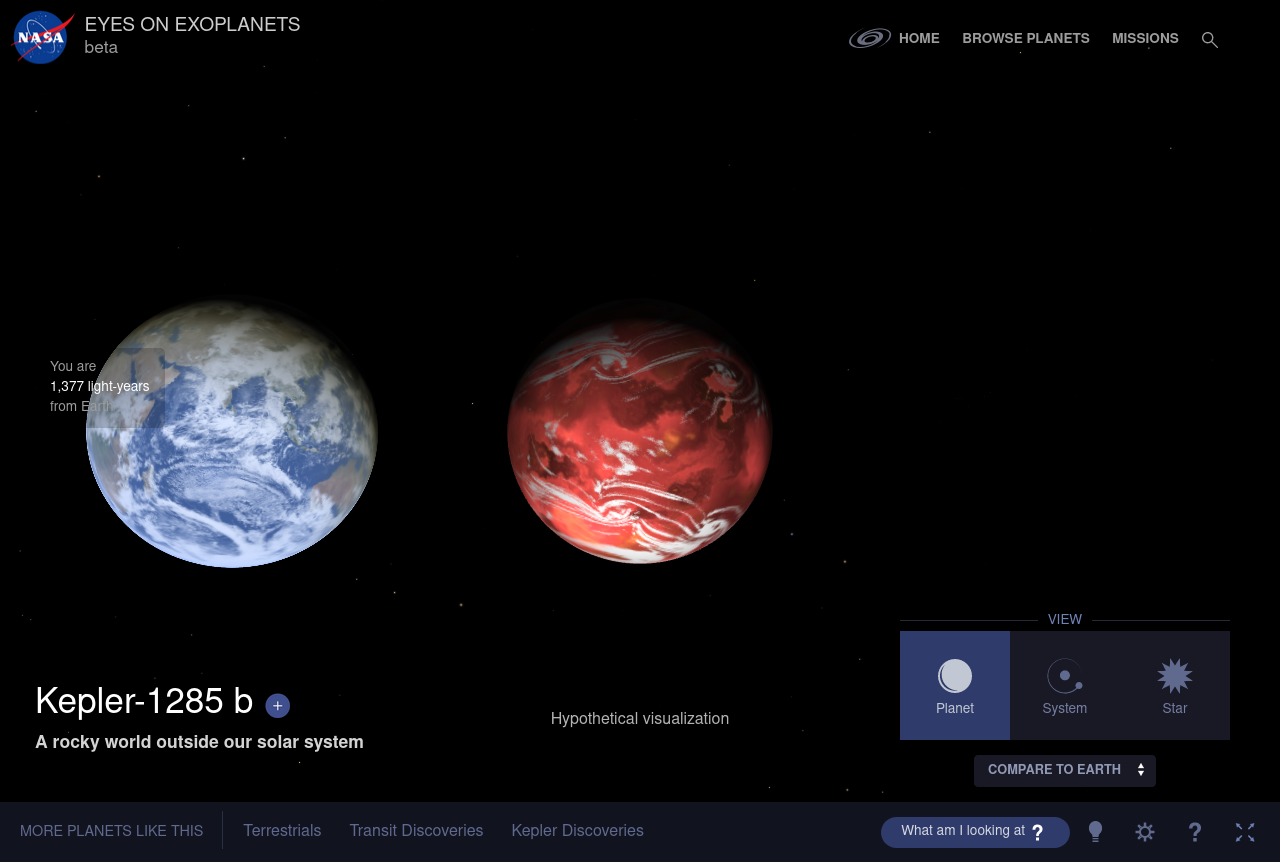 NASA
EYES ON EXOPLANETS
beta
HOME
BROWSE PLANETS
MISSIONS
You are
1,377 light-years
from Earth
VIEW
Planet
System
Star
COMPARE TO EARTH
Kepler-1285 b +
A rocky world outside our solar system
Hypothetical visualization
MORE PLANETS LIKE THIS
Terrestrials
Transit Discoveries
Kepler Discoveries
What am I looking at ?
?